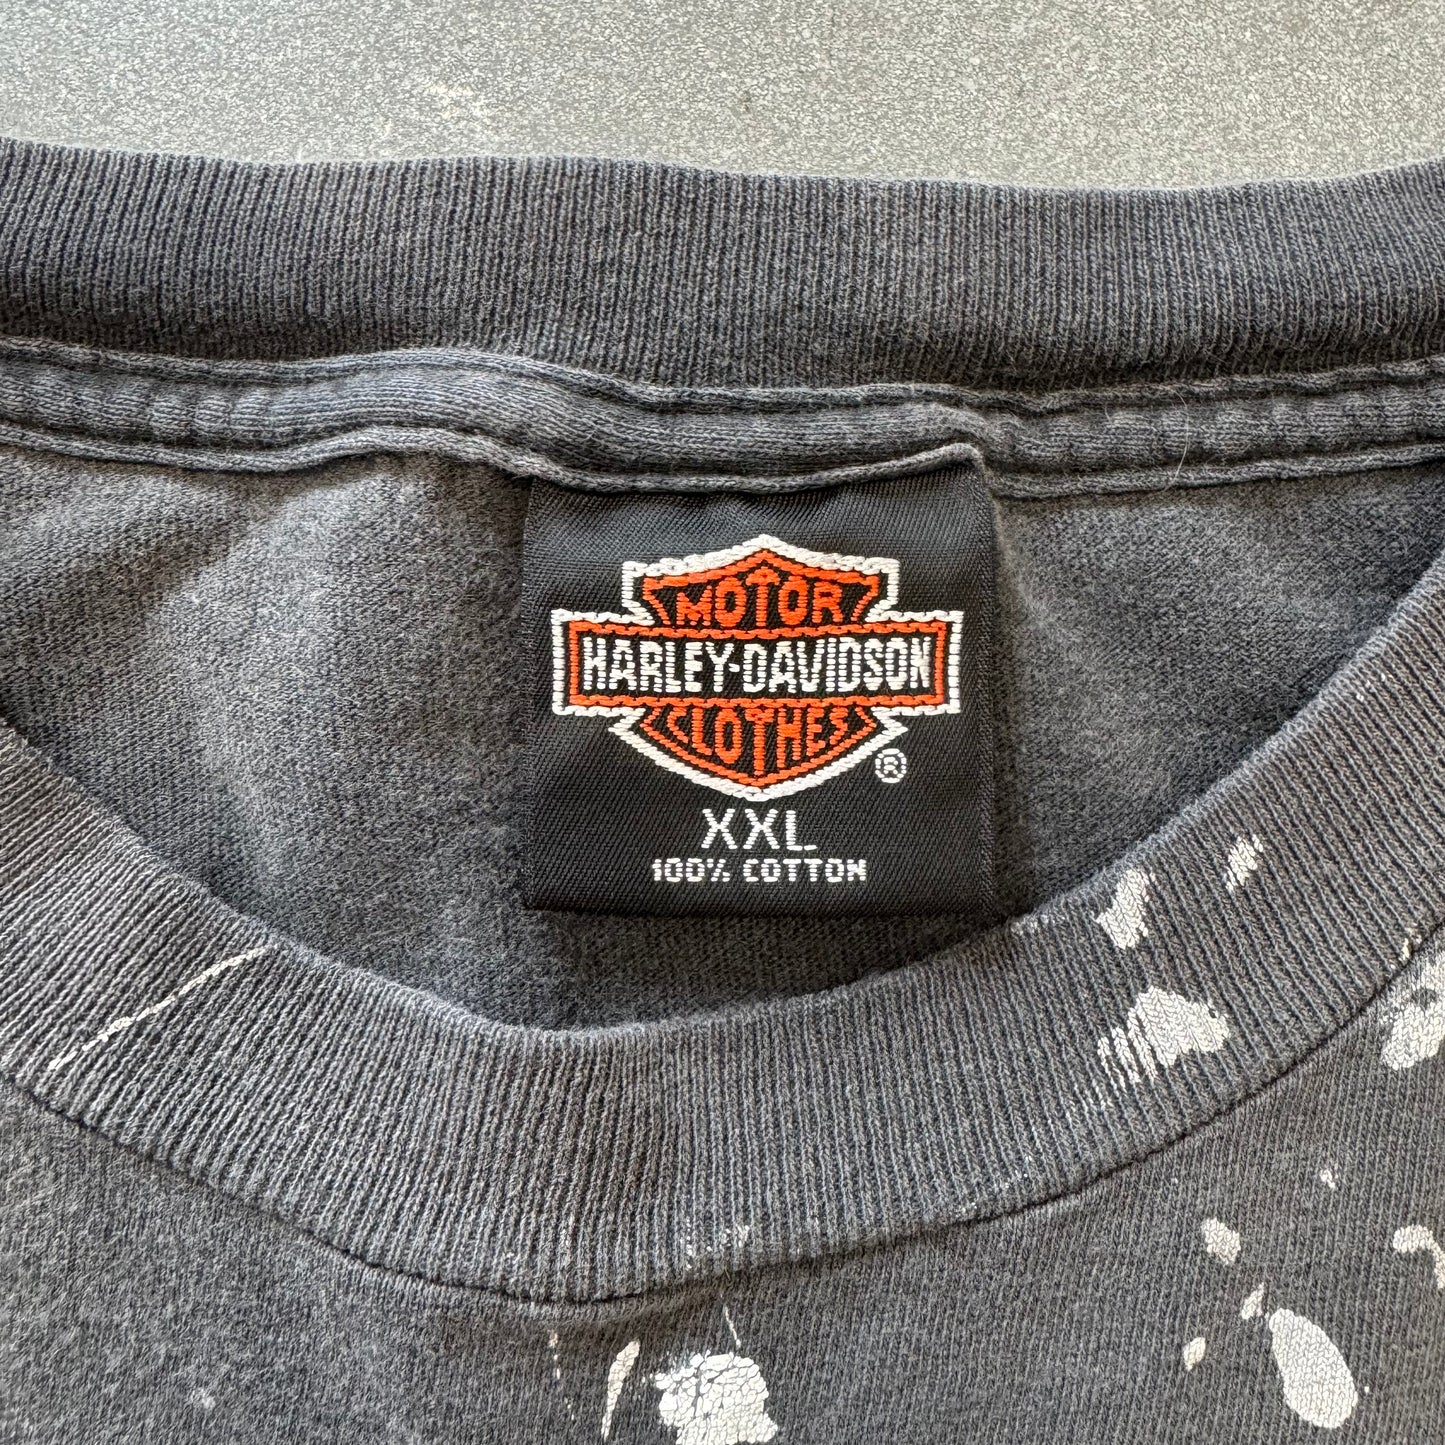 MOTOR
HARLEY-DAVIDSON
CLOTHES
®
XXL
100% COTTON